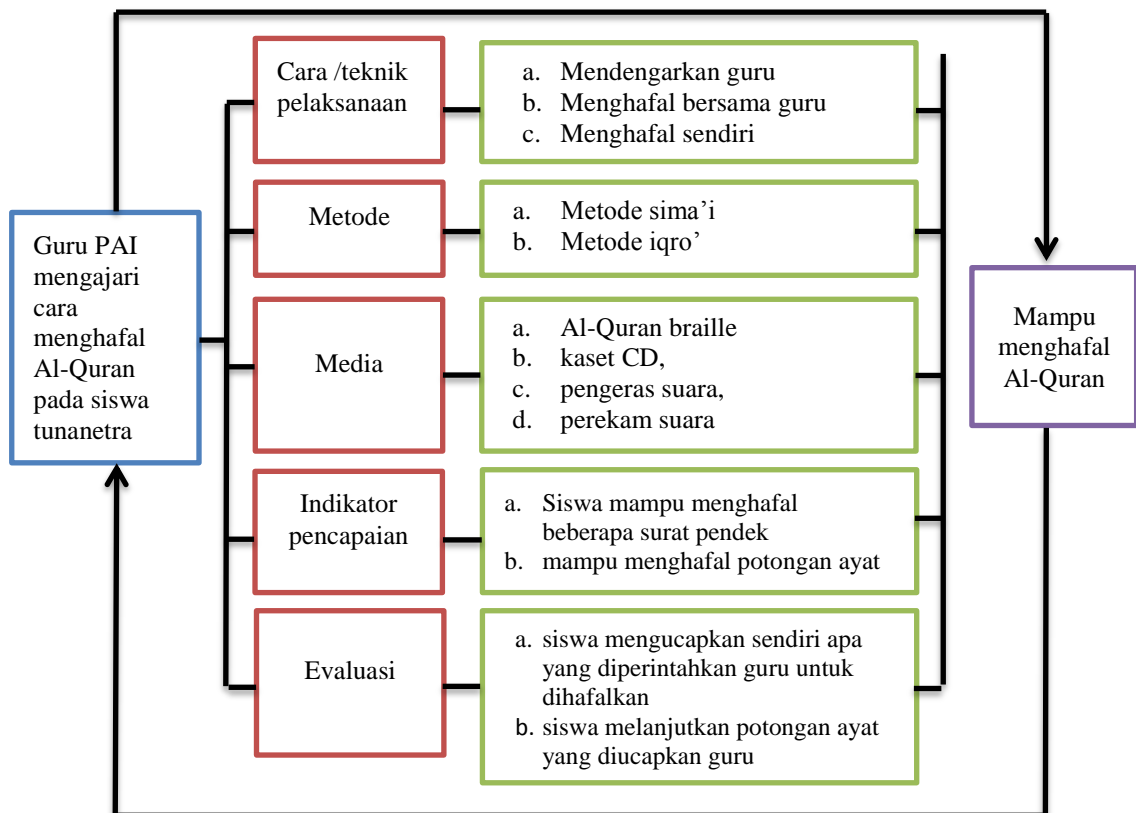 Guru PAI
mengajari
cara
menghafal
Al-Quran
pada siswa
tunanetra
Cara /teknik
pelaksanaan
a. Mendengarkan guru
b. Menghafal bersama guru
c. Menghafal sendiri
Metode
a. Metode sima’i
b. Metode iqro’
Media
a. Al-Quran braille
b. kaset CD,
c. pengeras suara,
d. perekam suara
Indikator
pencapaian
a. Siswa mampu menghafal
beberapa surat pendek
b. mampu menghafal potongan ayat
Evaluasi
a. siswa mengucapkan sendiri apa
yang diperintahkan guru untuk
dihafalkan
b. siswa melanjutkan potongan ayat
yang diucapkan guru
Mampu
menghafal
Al-Quran